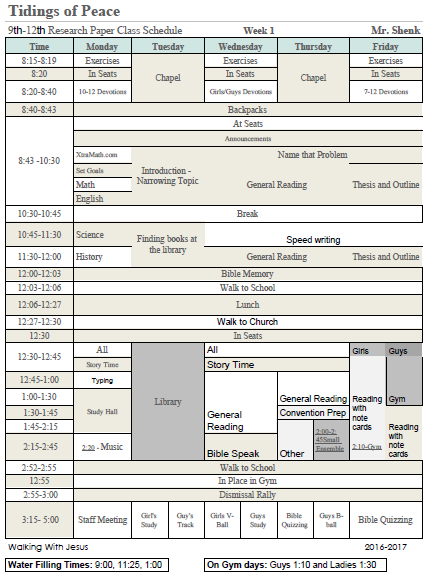 Tidings of Peace
9th-12th Research Paper Class Schedule Week 1 Mr. Shenk
Time Monday Tuesday Wednesday Thursday Friday
8:15-8:19 Exercises Chapel Exercises Chapel Exercises
8:20 In Seats In Seats In Seats
8:20-8:40 10-12 Devotions Girls/Guys Devotions 7-12 Devotions
8:40-8:43 Backpacks
8:43 -10:30 At Seats
Announcements
XtraMath.com Introduction - Narrowing Topic Name that Problem
Set Goals General Reading Thesis and Outline
Math
English
10:30-10:45 Break
10:45-11:30 Science Finding books at the library Speed writing
11:30-12:00 History General Reading Thesis and Outline
12:00-12:03 Bible Memory
12:03-12:06 Walk to School
12:06-12:27 Lunch
12:27-12:30 Walk to Church
12:30 In Seats
12:30-12:45 All Library All Girls Guys
Story Time Story Time
12:45-1:00 Typing
1:00-1:30 Study Hall General Reading General Reading Reading with note cards Gym
1:30-1:45 Convention Prep
1:45-2:15 Other 2:00-2:45Small Ensemble Reading with note cards
2:15-2:45 2:20 - Music Bible Speak 2:10-Gym
2:52-2:55 Walk to School
12:55 In Place in Gym
2:55-3:00 Dismissal Rally
3:15- 5:00 Staff Meeting Girl's Study Guy's Track Girls V-Ball Guys Study Bible Quizzing Guys B-ball Bible Quizzing
Walking With Jesus 2016-2017
Water Filling Times: 9:00, 11:25, 1:00 On Gym days: Guys 1:10 and Ladies 1:30